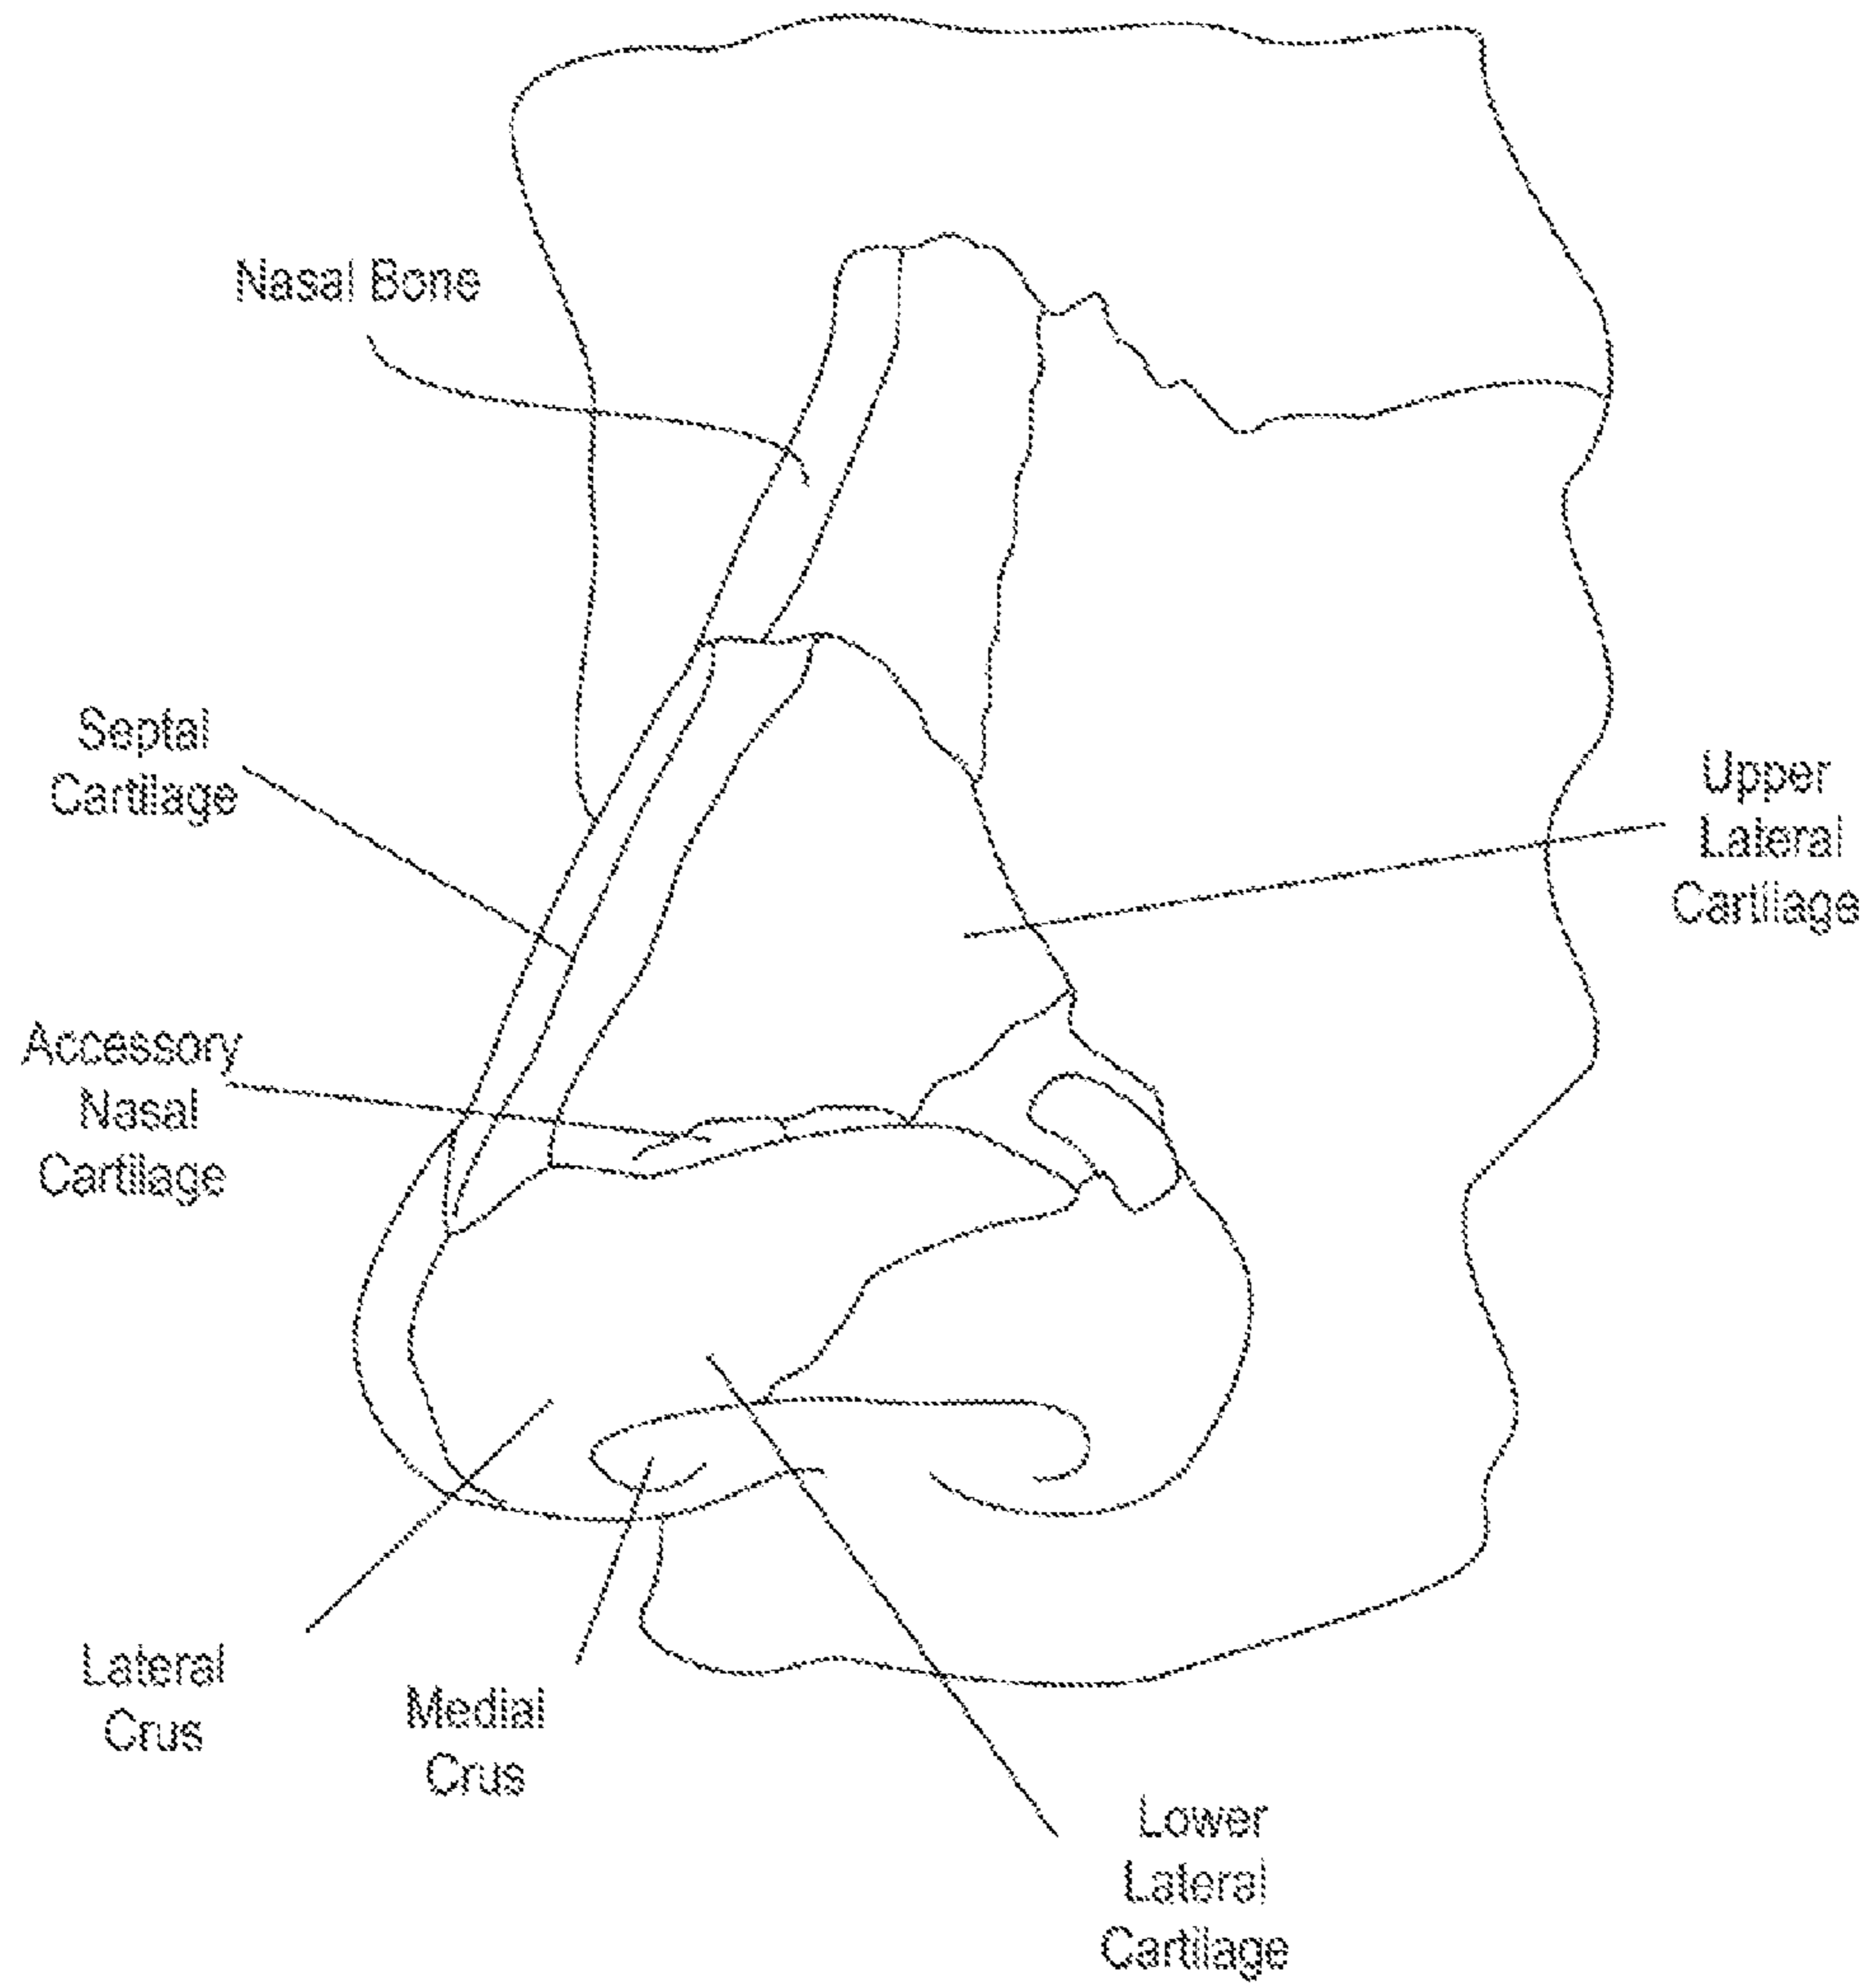 Nasal Bone
Septal
Cartilage
Upper
Lateral
Cartilage
Accessory
Nasal
Cartilage
Lateral
Crus
Medial
Crus
Lower
Lateral
Cartilage